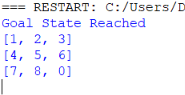 === RESTART: C:/Users/D
Goal State Reached
[1, 2, 3]
[4, 5, 6]
[7, 8, 0]